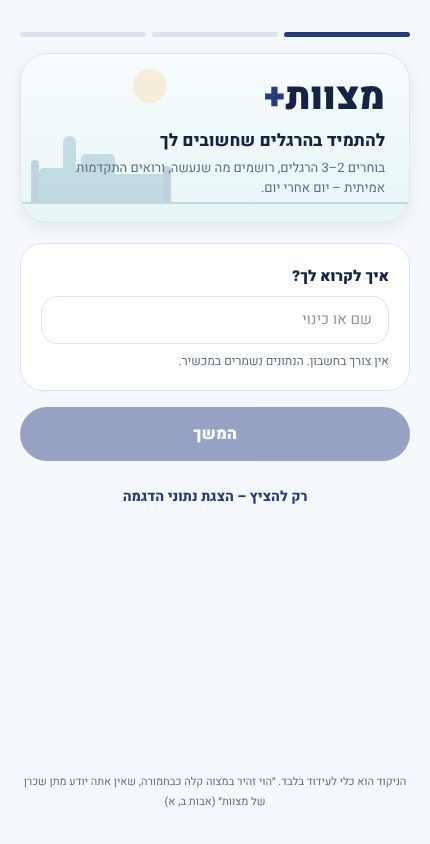 מצוות+
להתמיד בהרגלים שחשובים לך
בוחרים 2–3 הרגלים, רושמים מה שנעשה, ורואים התקדמות
אמיתית – יום אחרי יום.
איך לקרוא לך?
שם או כינוי
אין צורך בחשבון. הנתונים נשמרים במכשיר.
המשך
רק להציץ – הצגת נתוני הדגמה
הניקוד הוא כלי לעידוד בלבד. "הוי זהיר במצוה קלה כבחמורה, שאין אתה יודע מתן שכרן
של מצוות" (אבות ב, א)